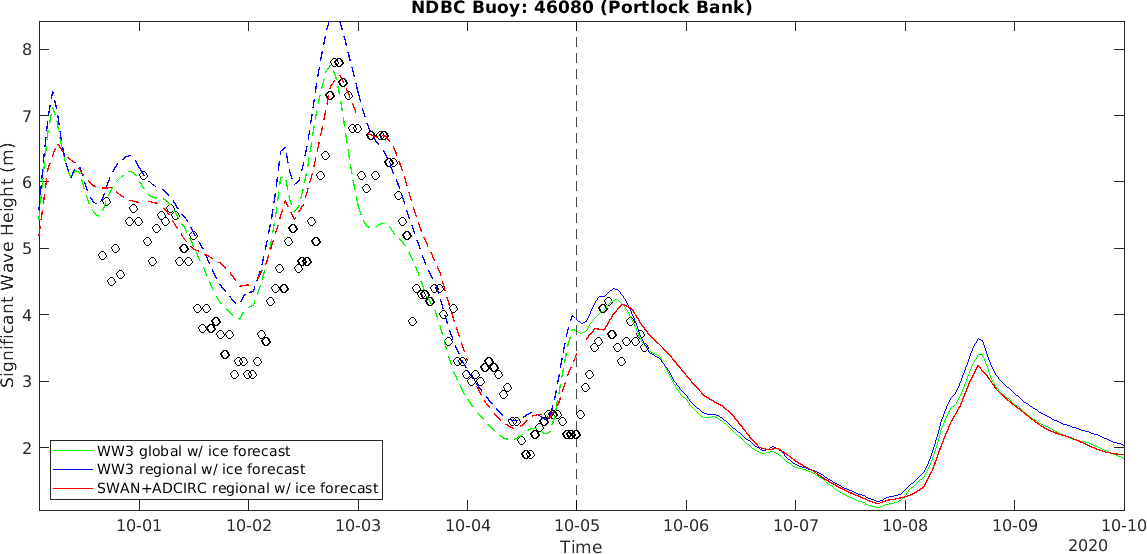 NDBC Buoy: 46080 (Portlock Bank)
Significant Wave Height (m)
8
7
6
5
4
3
2
WW3 global w/ ice forecast
WW3 regional w/ ice forecast
SWAN+ADCIRC regional w/ ice forecast
10-01 10-02 10-03 10-04 10-05 10-06 10-07 10-08 10-09 10-10
Time
2020